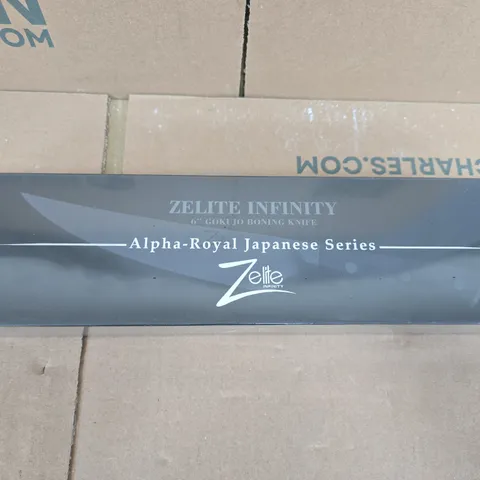 N
.COM
CHARLES.COM
ZELITE INFINITY
6" GOKUJO BONING KNIFE
Alpha-Royal Japanese Series
Zelite
INFINITY